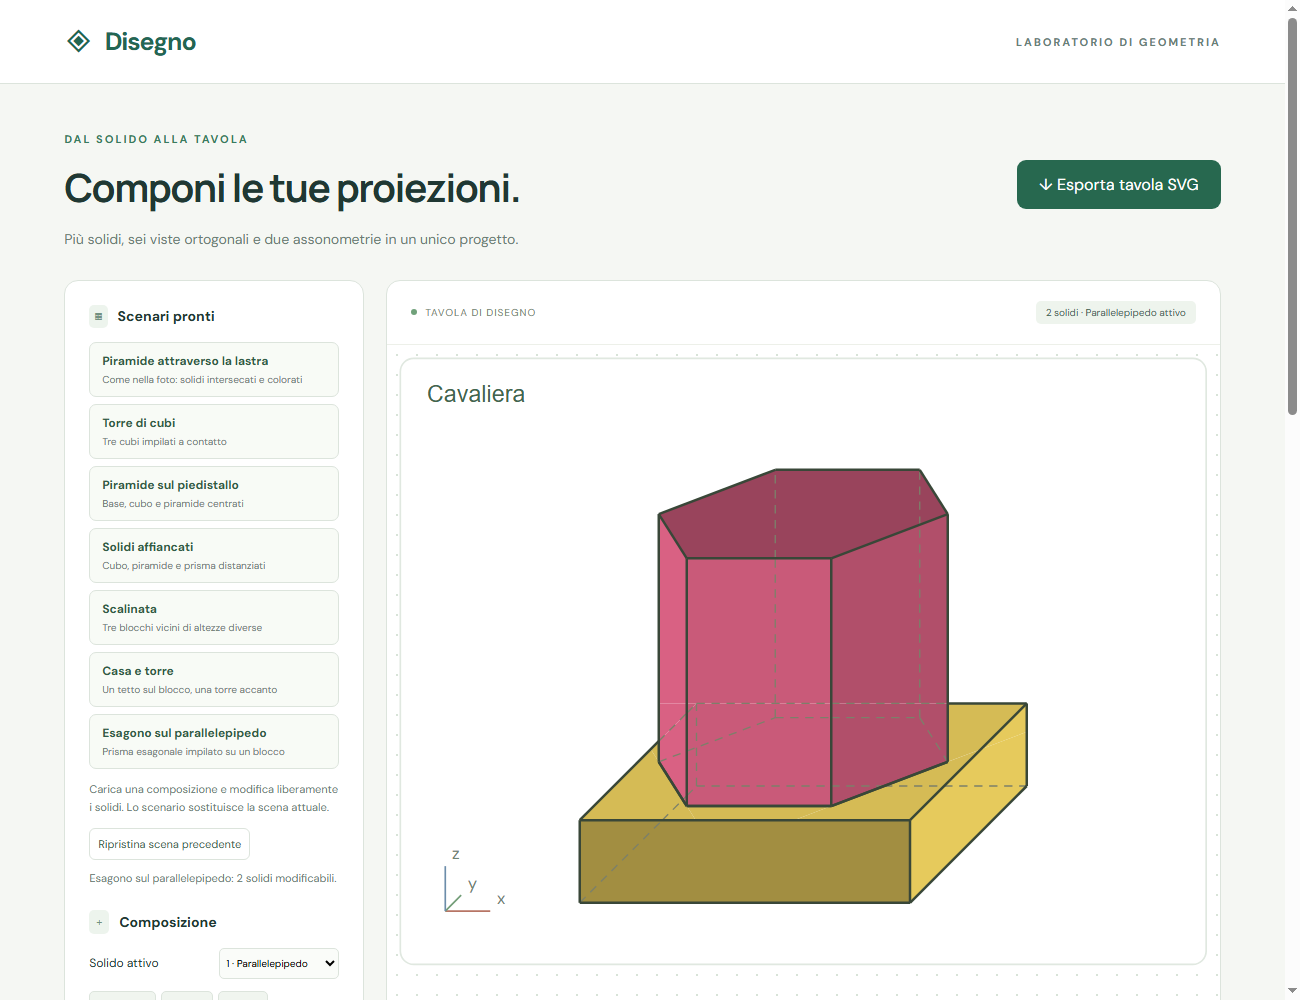 Disegno
LABORATORIO DI GEOMETRIA
DAL SOLIDO ALLA TAVOLA
Componi le tue proiezioni.
Più solidi, sei viste ortogonali e due assonometrie in un unico progetto.
↓ Esporta tavola SVG
Scenari pronti
Piramide attraverso la lastra
Come nella foto: solidi intersecati e colorati
Torre di cubi
Tre cubi impilati a contatto
Piramide sul piedistallo
Base, cubo e piramide centrati
Solidi affiancati
Cubo, piramide e prisma distanziati
Scalinata
Tre blocchi vicini di altezze diverse
Casa e torre
Un tetto sul blocco, una torre accanto
Esagono sul parallelepipedo
Prisma esagonale impilato su un blocco
Carica una composizione e modifica liberamente
i solidi. Lo scenario sostituisce la scena attuale.
Ripristina scena precedente
Esagono sul parallelepipedo: 2 solidi modificabili.
+ Composizione
Solido attivo
1 · Parallelepipedo
TAVOLA DI DISEGNO
2 solidi · Parallelepipedo attivo
Cavaliera
z
y
x